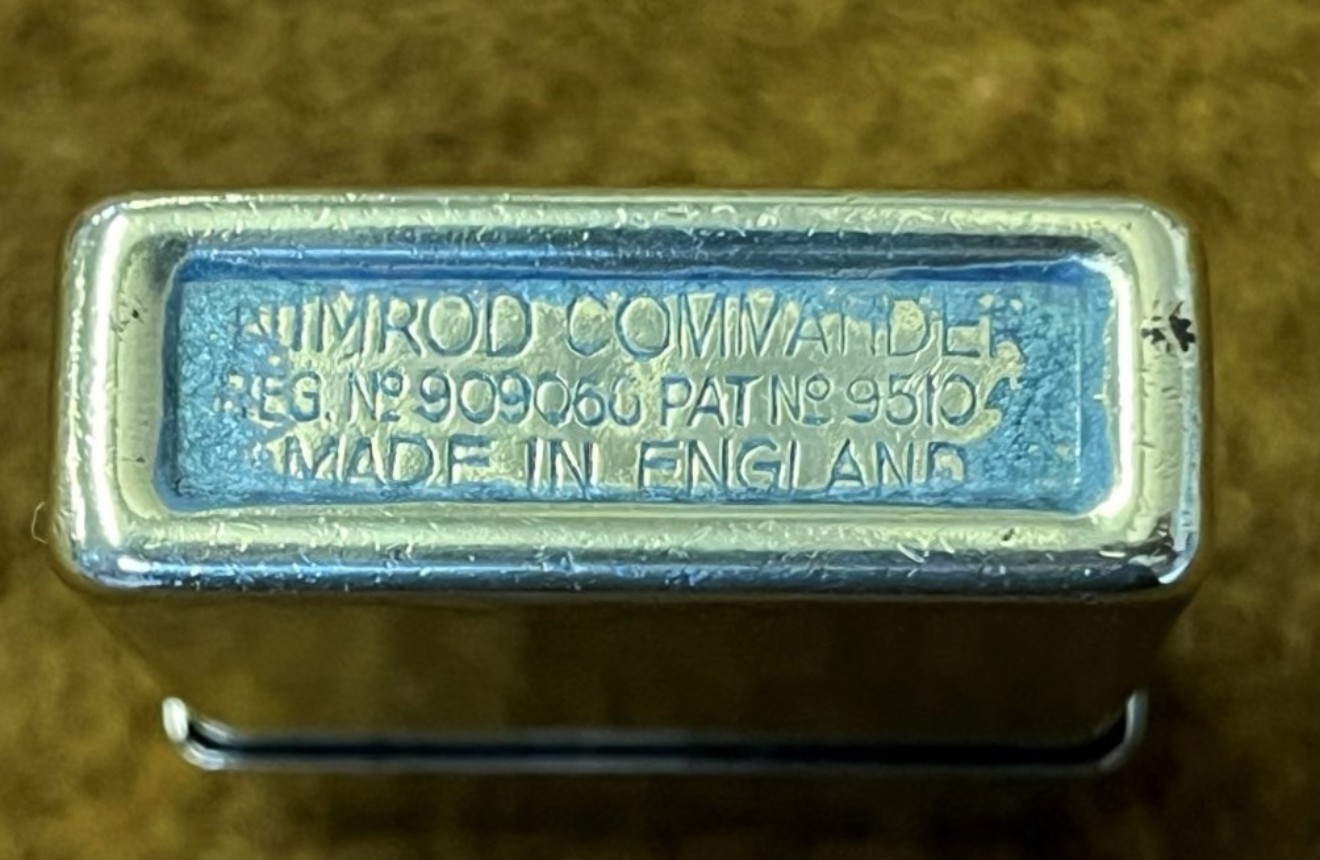 NIMROD COMMANDER
REG. Nº 909066 PAT Nº
MADE IN ENGLAND